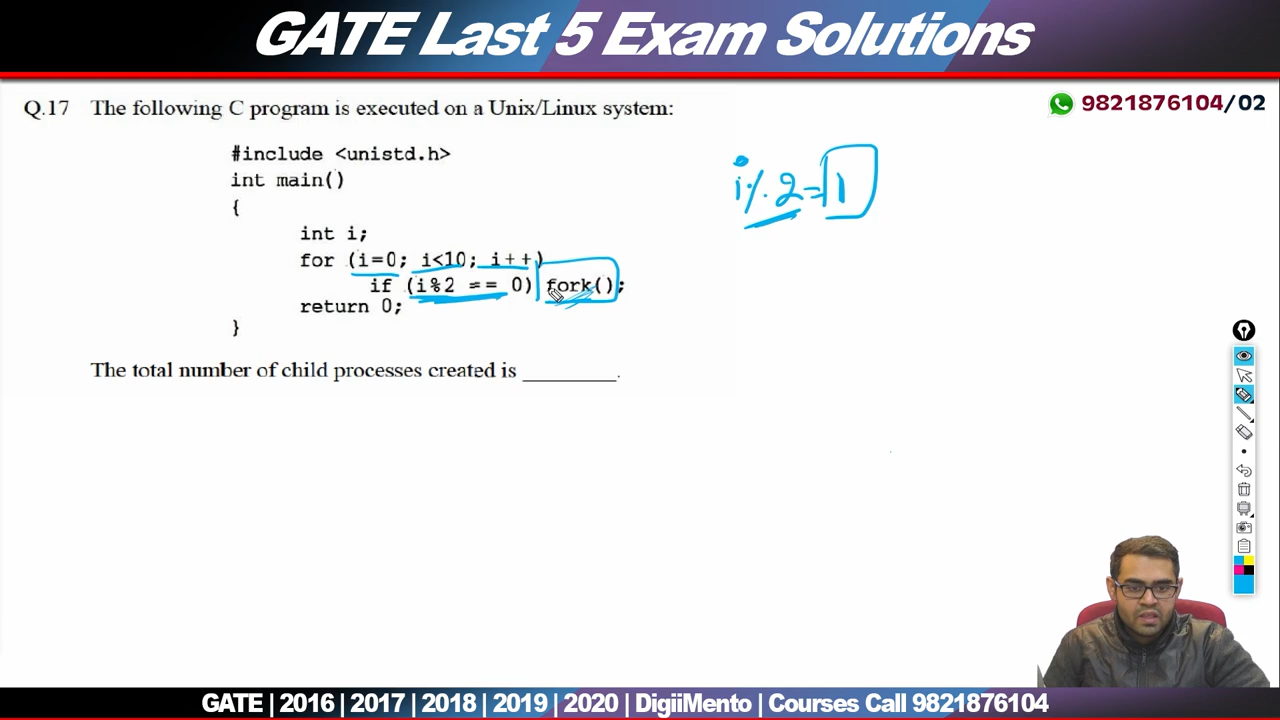 GATE Last 5 Exam Solutions
9821876104/02
Q.17 The following C program is executed on a Unix/Linux system:
#include <unistd.h>
int main()
{
int i;
for (i=0; i<10; i++)
if (i%2 == 0) fork();
return 0;
}
i%2=1
The total number of child processes created is ________.
GATE | 2016 | 2017 | 2018 | 2019 | 2020 | DigiiMento | Courses Call 9821876104